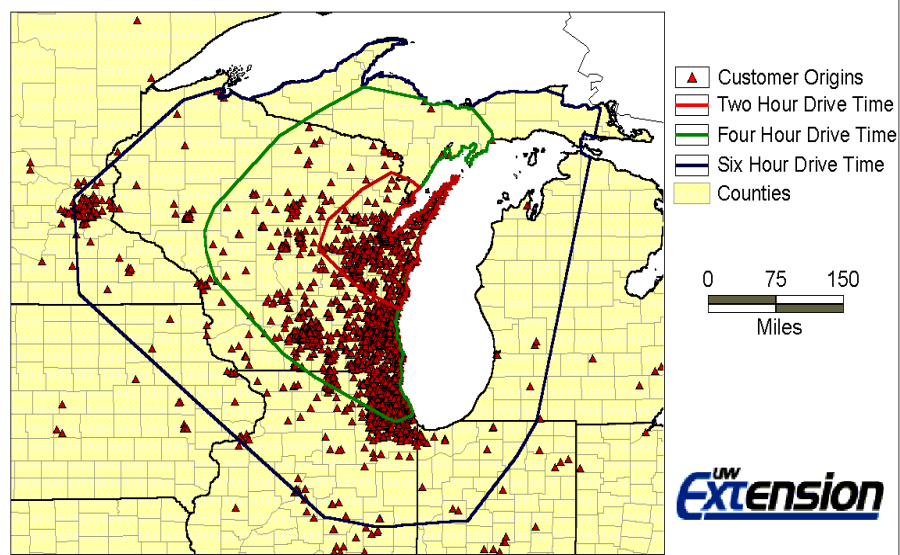 Customer Origins
Two Hour Drive Time
Four Hour Drive Time
Six Hour Drive Time
Counties
0 75 150
Miles
UW
Extension